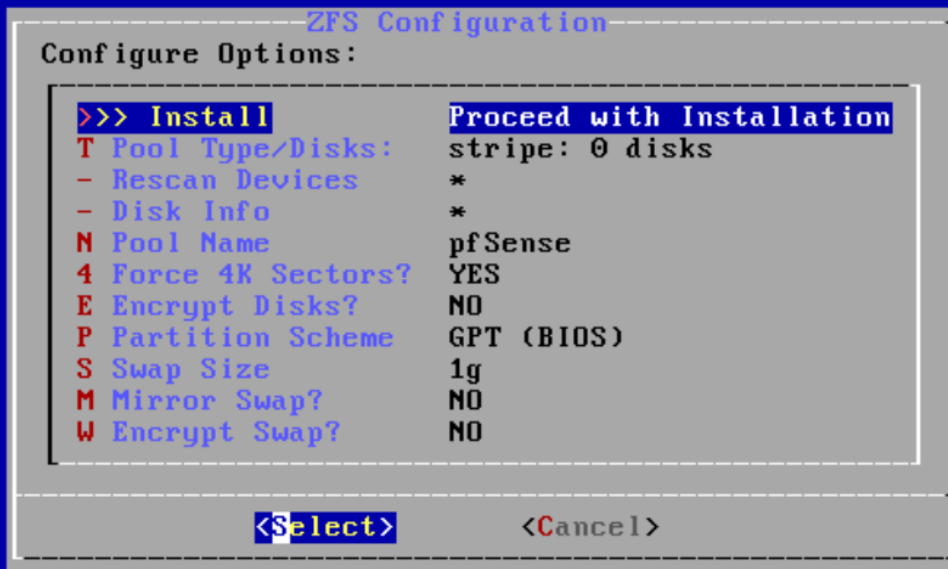 ZFS Configuration
Configure Options:
>>> Install Proceed with Installation
T Pool Type/Disks: stripe: 0 disks
- Rescan Devices *
- Disk Info *
N Pool Name pfSense
4 Force 4K Sectors? YES
E Encrypt Disks? NO
P Partition Scheme GPT (BIOS)
S Swap Size 1g
M Mirror Swap? NO
W Encrypt Swap? NO
<Select> <Cancel>